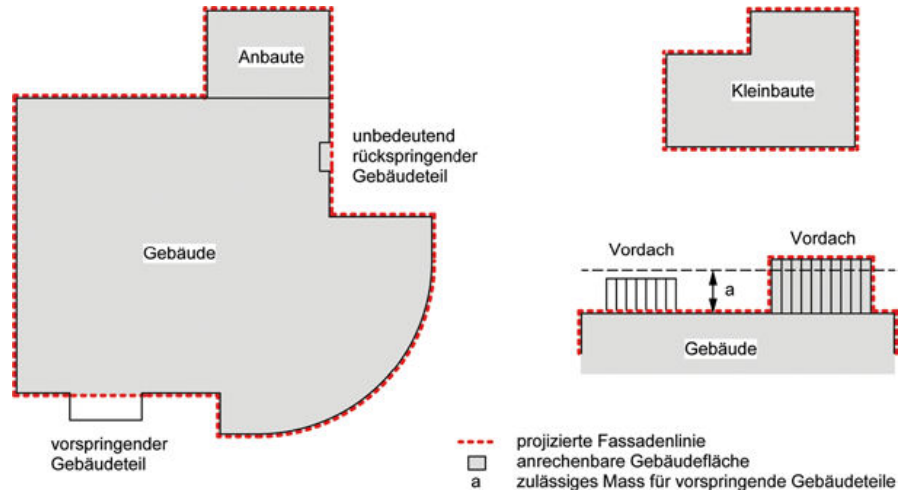 Anbaute
Kleinbaute
unbedeutend
rückspringender
Gebäudeteil
Gebäude
Vordach
Vordach
a
Gebäude
vorspringender
Gebäudeteil
projizierte Fassadenlinie
anrechenbare Gebäudefläche
a zulässiges Mass für vorspringende Gebäudeteile